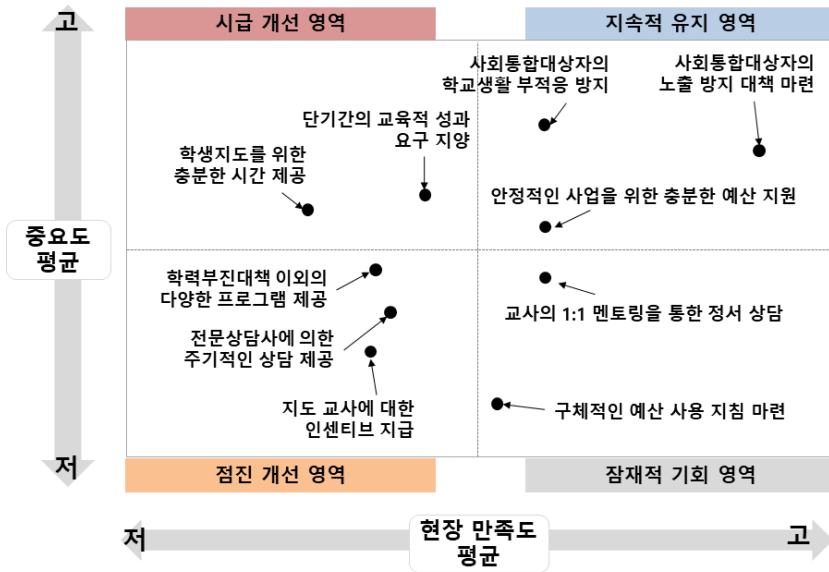 고
시급 개선 영역
지속적 유지 영역
사회통합대상자의
학교생활 부적응 방지
사회통합대상자의
노출 방지 대책 마련
단기간의 교육적 성과
요구 지양
학생지도를 위한
충분한 시간 제공
안정적인 사업을 위한 충분한 예산 지원
중요도
평균
학력부진대책 이외의
다양한 프로그램 제공
교사의 1:1 멘토링을 통한 정서 상담
전문상담사에 의한
주기적인 상담 제공
지도 교사에 대한
인센티브 지급
구체적인 예산 사용 지침 마련
저
점진 개선 영역
잠재적 기회 영역
저
현장 만족도
평균
고